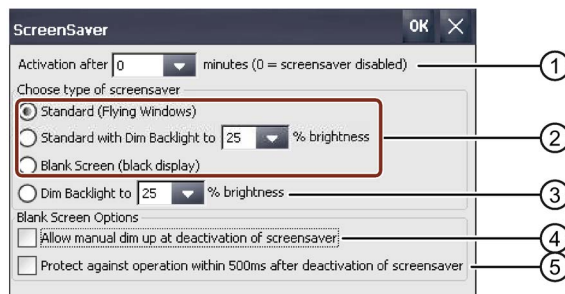 ScreenSaver OK
Activation after 0 minutes (0 = screensaver disabled) 1
Choose type of screensaver
Standard (Flying Windows)
Standard with Dim Backlight to 25 % brightness 2
Blank Screen (black display)
Dim Backlight to 25 % brightness 3
Blank Screen Options
Allow manual dim up at deactivation of screensaver 4
Protect against operation within 500ms after deactivation of screensaver 5